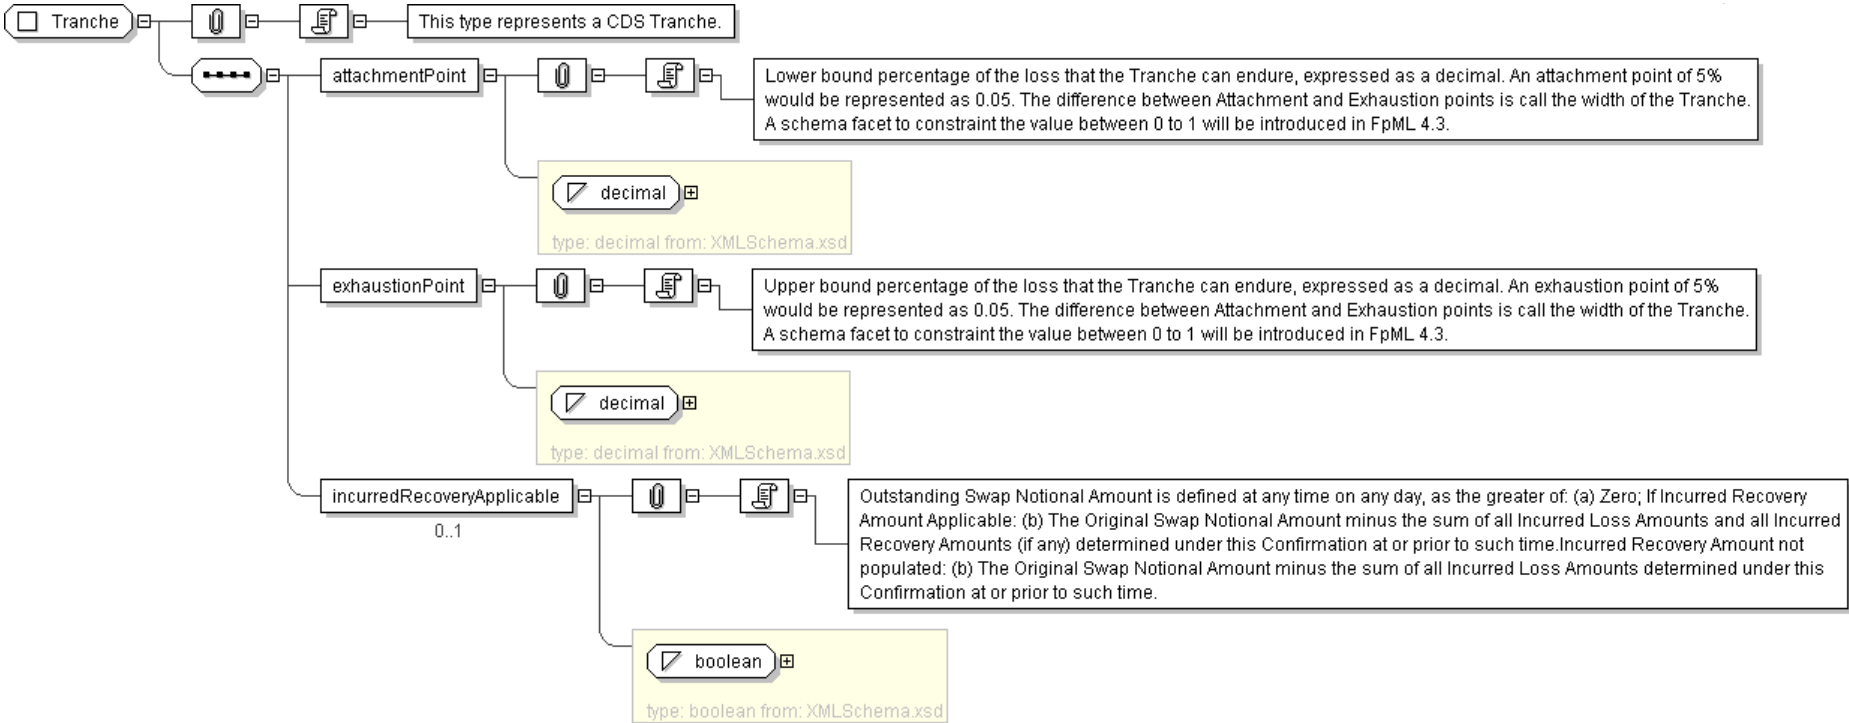 Tranche
This type represents a CDS Tranche.
attachmentPoint
Lower bound percentage of the loss that the Tranche can endure, expressed as a decimal. An attachment point of 5%
would be represented as 0.05. The difference between Attachment and Exhaustion points is call the width of the Tranche.
A schema facet to constraint the value between 0 to 1 will be introduced in FpML 4.3.
decimal
type: decimal from: XMLSchema.xsd
exhaustionPoint
Upper bound percentage of the loss that the Tranche can endure, expressed as a decimal. An exhaustion point of 5%
would be represented as 0.05. The difference between Attachment and Exhaustion points is call the width of the Tranche.
A schema facet to constraint the value between 0 to 1 will be introduced in FpML 4.3.
decimal
type: decimal from: XMLSchema.xsd
incurredRecoveryApplicable
0..1
Outstanding Swap Notional Amount is defined at any time on any day, as the greater of: (a) Zero; If Incurred Recovery
Amount Applicable: (b) The Original Swap Notional Amount minus the sum of all Incurred Loss Amounts and all Incurred
Recovery Amounts (if any) determined under this Confirmation at or prior to such time.Incurred Recovery Amount not
populated: (b) The Original Swap Notional Amount minus the sum of all Incurred Loss Amounts determined under this
Confirmation at or prior to such time.
boolean
type: boolean from: XMLSchema.xsd